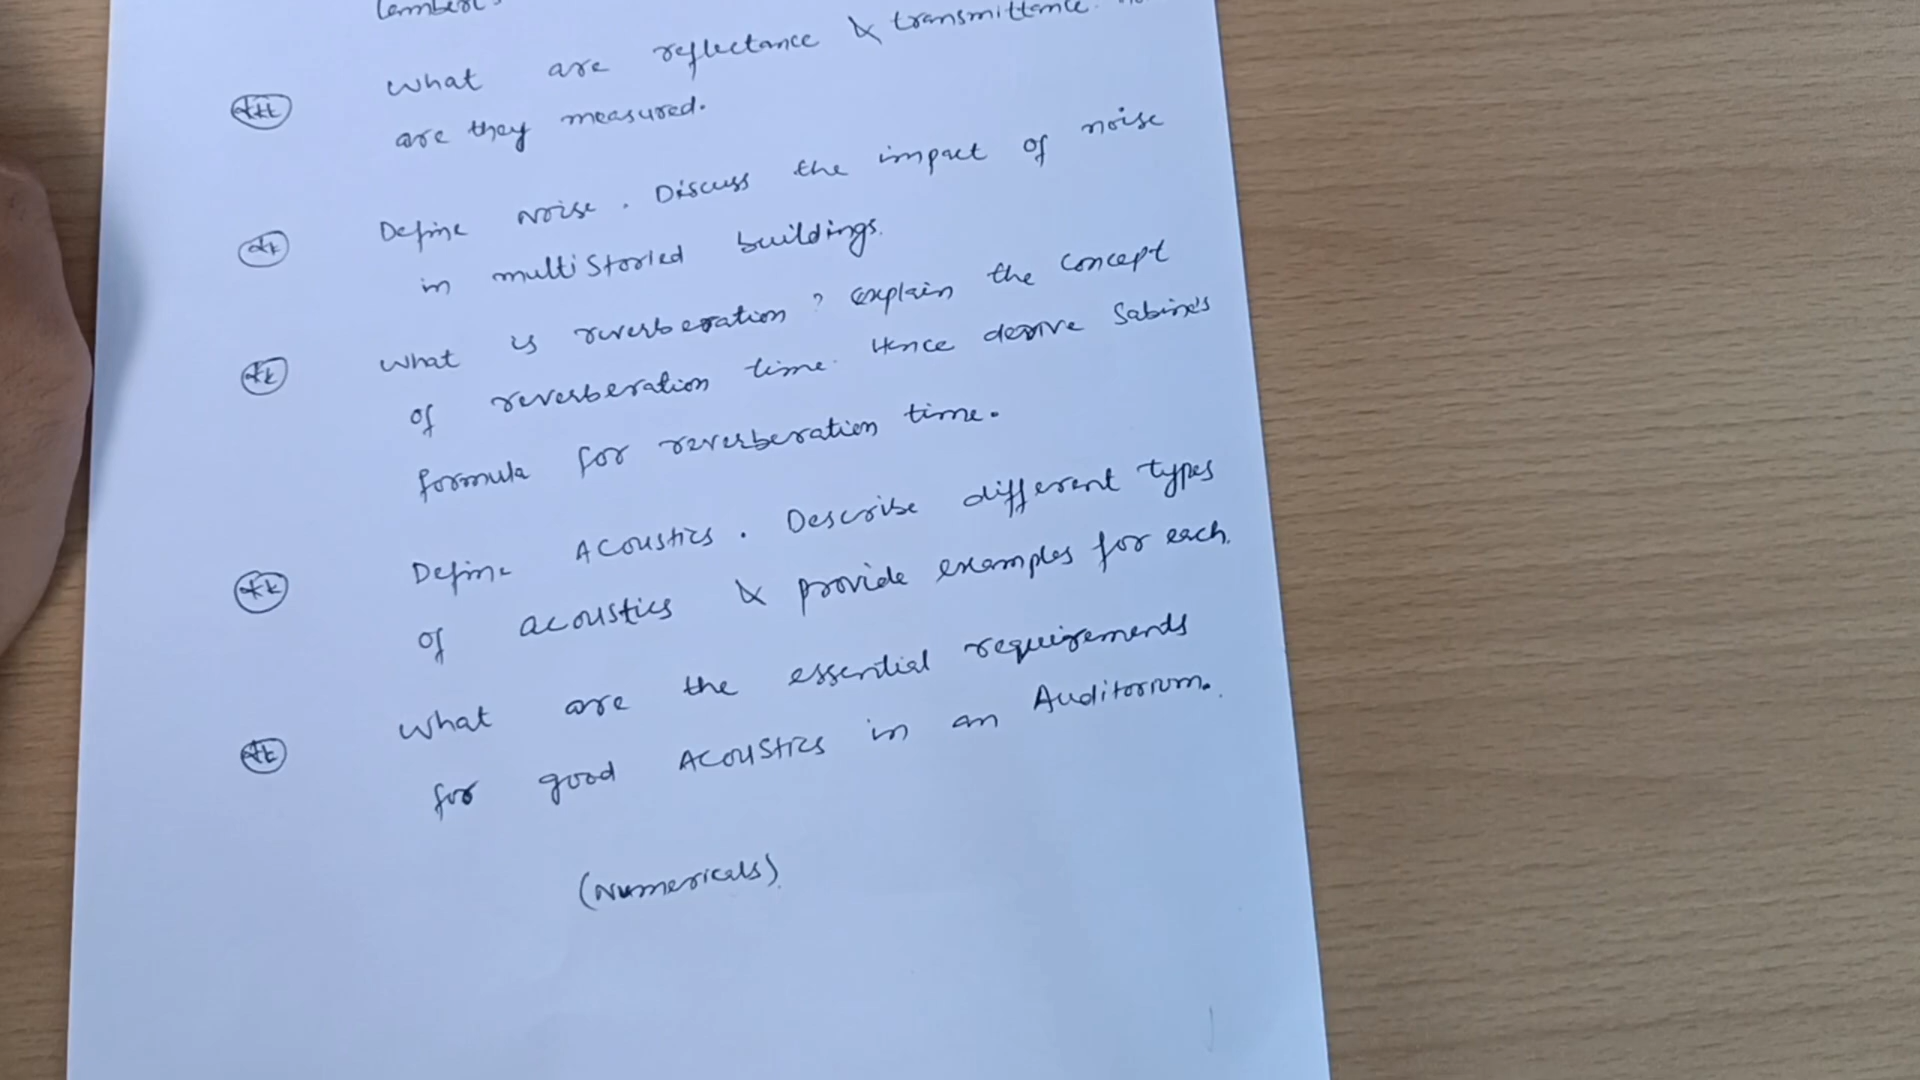 Lambert
What are reflectance & transmittance.
are they measured.
Define Noise. Discuss the impact of noise
in multi storied buildings.
What is reverberation? explain the concept
of reverberation time. Hence derive Sabine's
formula for reverberation time.
Define Acoustics. Describe different types
of acoustics & provide examples for each.
What are the essential requirements
for good Acoustics in an Auditorium.
(Numericals)